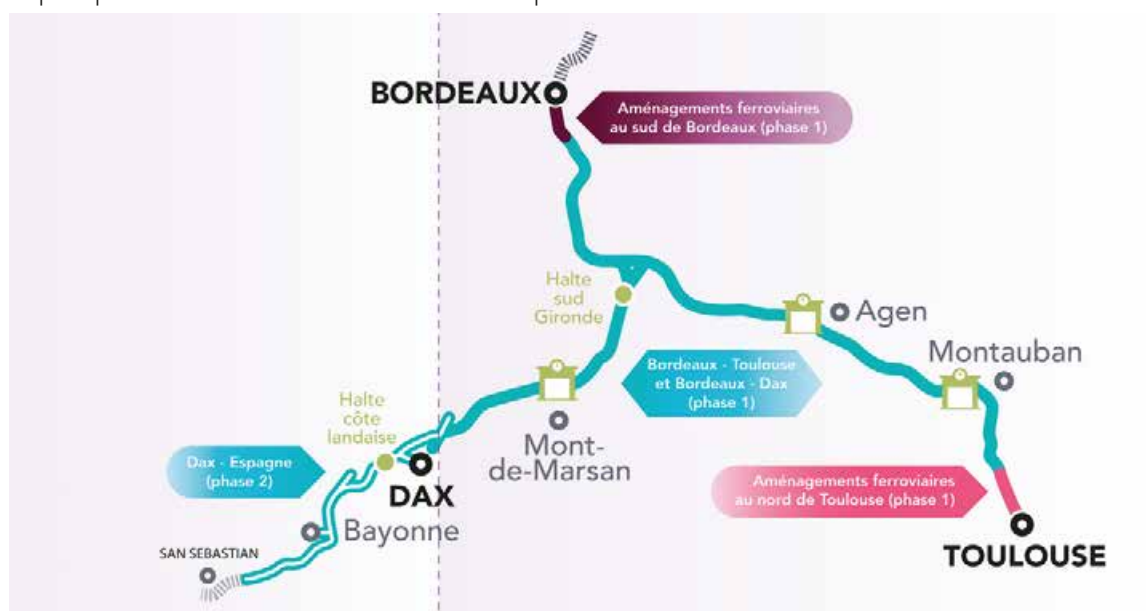 BORDEAUX
Aménagements ferroviaires
au sud de Bordeaux (phase 1)
Halte
sud
Gironde
Agen
Montauban
Bordeaux - Toulouse
et Bordeaux - Dax
(phase 1)
Halte
côte
landaise
Mont-
de-Marsan
Dax - Espagne
(phase 2)
DAX
Aménagements ferroviaires
au nord de Toulouse (phase 1)
Bayonne
SAN SEBASTIAN
TOULOUSE